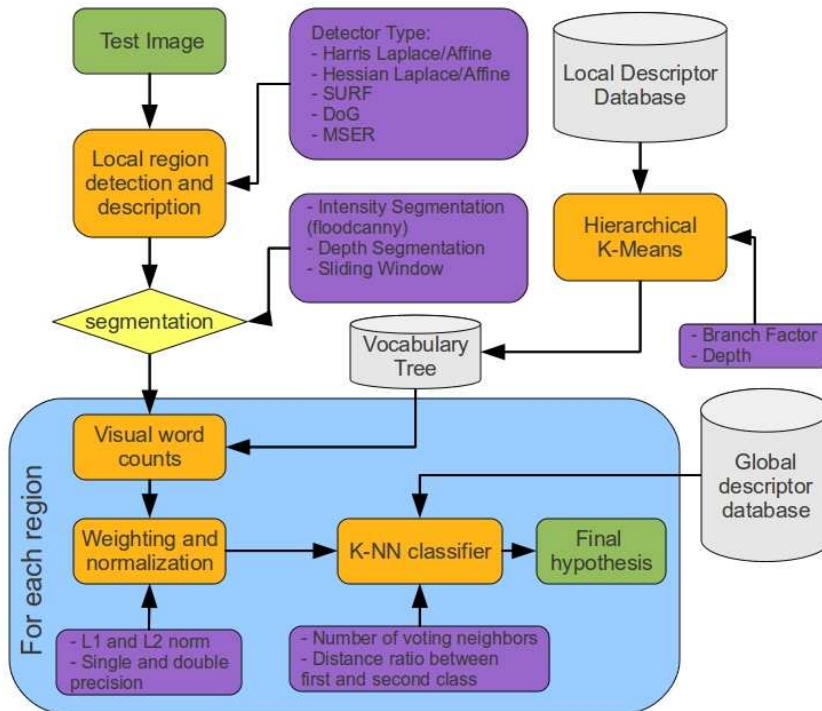 Test Image
Detector Type:
- Harris Laplace/Affine
- Hessian Laplace/Affine
- SURF
- DoG
- MSER
Local Descriptor
Database
Local region
detection and
description
- Intensity Segmentation
(floodcanny)
- Depth Segmentation
- Sliding Window
Hierarchical
K-Means
segmentation
Vocabulary
Tree
- Branch Factor
- Depth
Visual word
counts
Global
descriptor
database
For each region
Weighting and
normalization
K-NN classifier
Final
hypothesis
- L1 and L2 norm
- Single and double
precision
- Number of voting neighbors
- Distance ratio between
first and second class